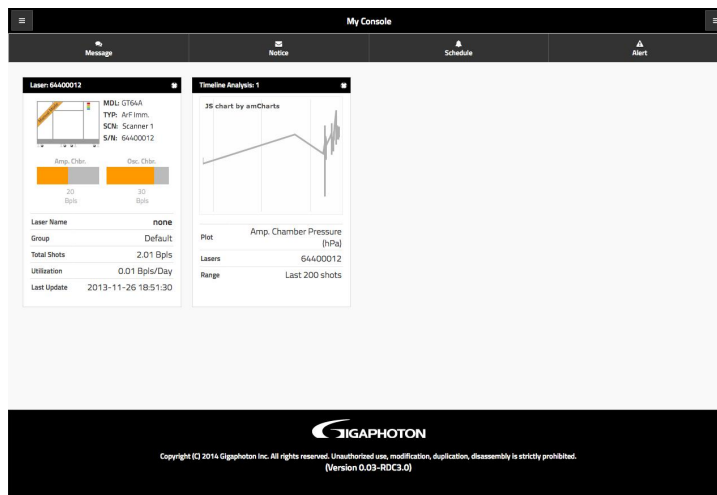 My Console
Message
Notice
Schedule
Alert
Laser: 64400012
MDL: GT64A
TYP: ArF Imm.
SCN: Scanner 1
S/N: 64400012
Amp. Chbr.
Osc. Chbr.
20
Bpls
30
Bpls
Laser Name none
Group Default
Total Shots 2.01 Bpls
Utilization 0.01 Bpls/Day
Last Update 2013-11-26 18:51:30
Timeline Analysis: 1
JS chart by amCharts
Plot Amp. Chamber Pressure
(hPa)
Lasers 64400012
Range Last 200 shots
GIGAPHOTON
Copyright (C) 2014 Gigaphoton Inc. All rights reserved. Unauthorized use, modification, duplication, disassembly is strictly prohibited.
(Version 0.03-RDC3.0)